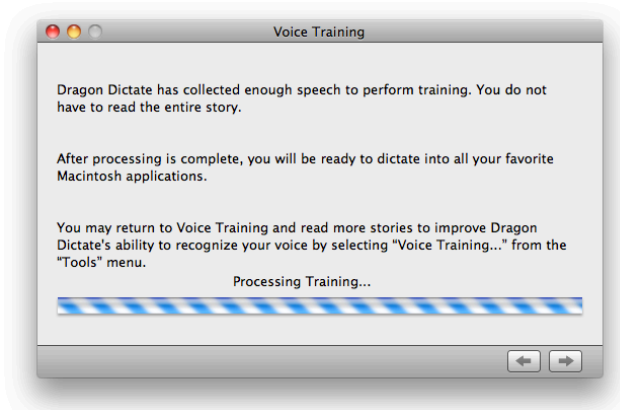 Voice Training
Dragon Dictate has collected enough speech to perform training. You do not
have to read the entire story.
After processing is complete, you will be ready to dictate into all your favorite
Macintosh applications.
You may return to Voice Training and read more stories to improve Dragon
Dictate's ability to recognize your voice by selecting “Voice Training...” from the
“Tools” menu.
Processing Training...